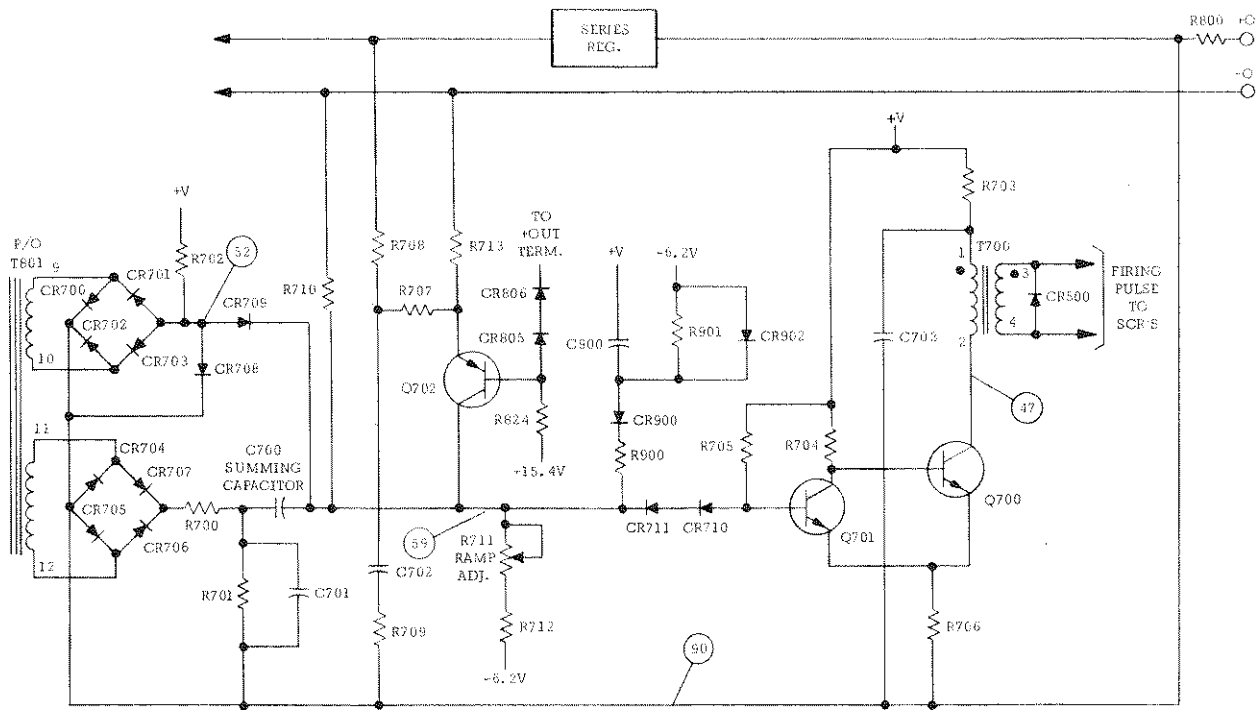 SERIES
REG.
R800
+O
-O
+V
R703
+V
R702
52
P/O
T801
9
CR700
CR701
CR709
CR702
10
CR703
CR708
R710
R708
R713
R707
TO
+OUT
TERM.
CR806
CR805
Q702
R824
+15.4V
+V
-6.2V
R901
CR902
C900
CR900
R900
1
T700
3
CR500
2
4
C703
FIRING
PULSE
TO
SCR'S
47
R705
R704
Q700
11
CR704
CR707
C700
SUMMING
CAPACITOR
CR705
R700
CR706
12
59
R711
RAMP
ADJ.
CR711
CR710
Q701
R701
C701
C702
R709
R712
-6.2V
R706
90